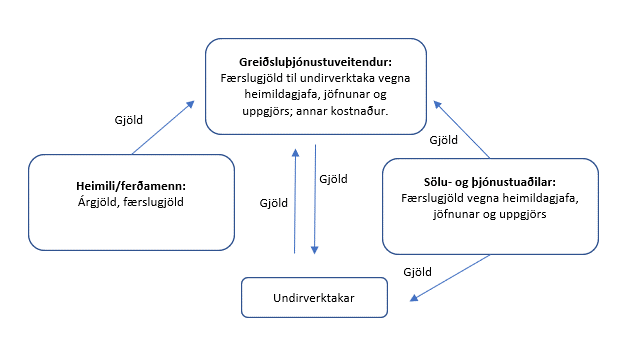 Greiðsluþjónustuveitendur:
Færslugjöld til undirverktaka vegna
heimildagjafa, jöfnunar og
uppgjörs; annar kostnaður.
Gjöld
Gjöld
Heimili/ferðamenn:
Árgjöld, færslugjöld
Gjöld
Gjöld
Sölu- og þjónustuaðilar:
Færslugjöld vegna heimildagjafa,
jöfnunar og uppgjörs
Gjöld
Undirverktakar